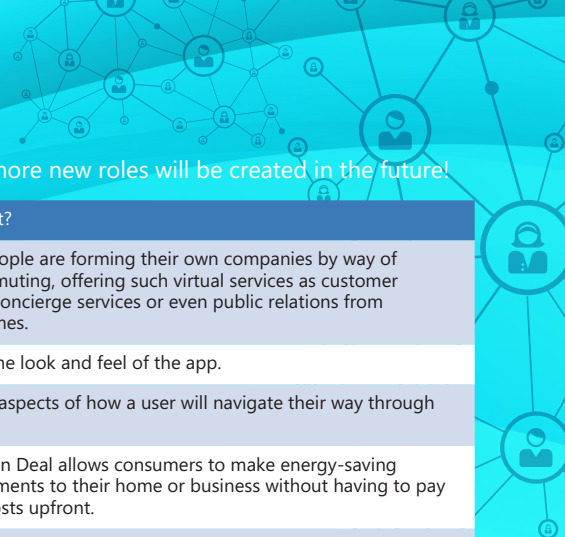 more new roles will be created in the future!
t?
ople are forming their own companies by way of
muting, offering such virtual services as customer
oncierge services or even public relations from
mes.
he look and feel of the app.
aspects of how a user will navigate their way through
n Deal allows consumers to make energy-saving
ments to their home or business without having to pay
osts upfront.